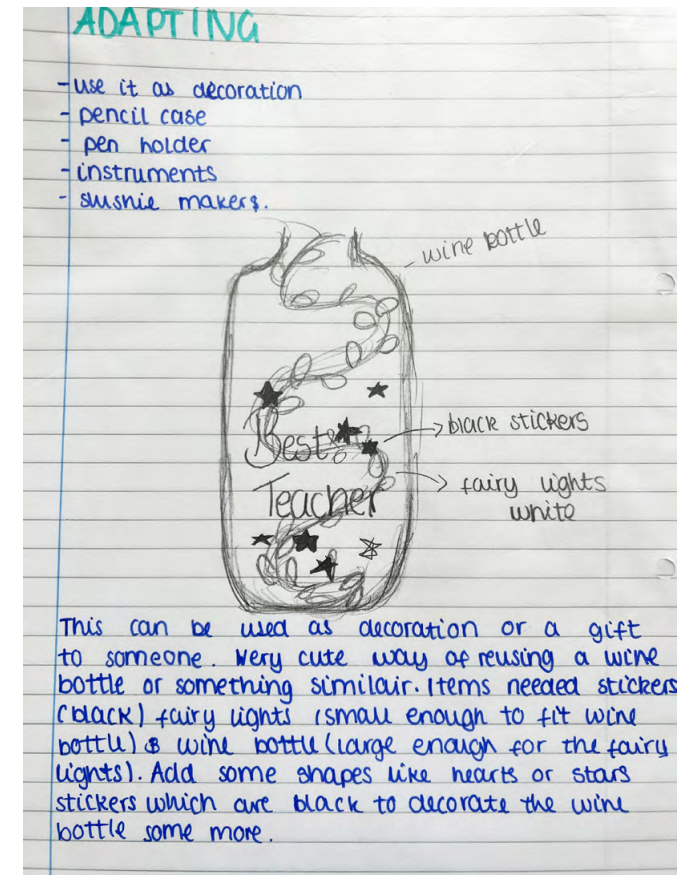 ADAPTING
- use it as decoration
- pencil case
- pen holder
- instruments
- slushie makers.
- wine bottle
Best
Teacher
black stickers
fairy lights
white
This can be used as decoration or a gift
to someone. Very cute way of reusing a wine
bottle or something similair. Items needed stickers
(black) fairy lights (small enough to fit wine
bottle) & wine bottle (large enough for the fairy
lights). Add some shapes like hearts or stars
stickers which are black to decorate the wine
bottle some more.